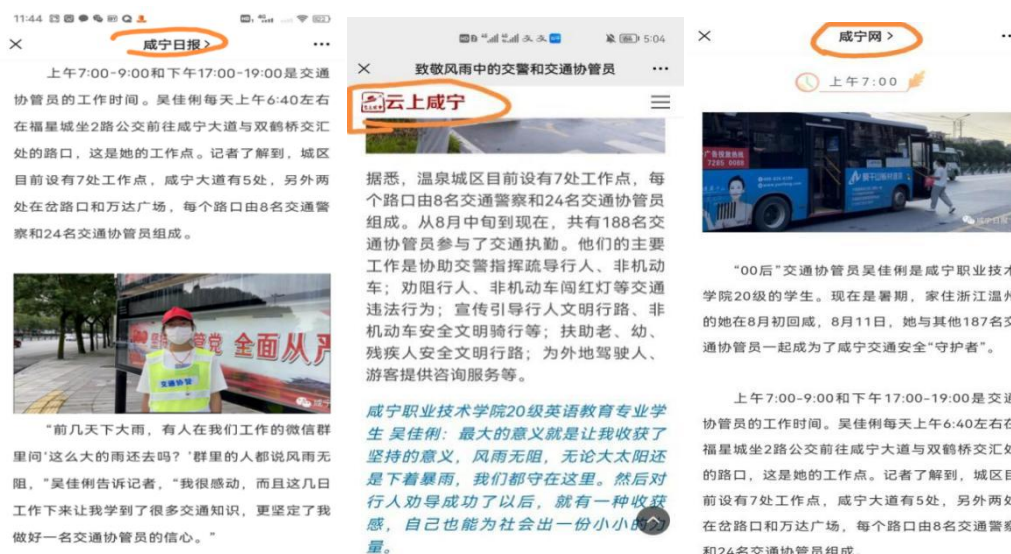 11:44
咸宁日报>
上午7:00-9:00和下午17:00-19:00是交通
协管员的工作时间。吴佳俐每天上午6:40左右
在福星城坐2路公交前往咸宁大道与双鹤桥交汇
处的路口，这是她的工作点。记者了解到，城区
目前设有7处工作点，咸宁大道有5处，另外两
处在岔路口和万达广场，每个路口由8名交通警
察和24名交通协管员组成。
全面从严
交通协管
“前几天下大雨，有人在我们工作的微信群
里问‘这么大的雨还去吗？’群里的人都说风雨无
阻，”吴佳俐告诉记者，“我很感动，而且这几日
工作下来让我学到了很多交通知识，更坚定了我
做好一名交通协管员的信心。”
5:04
致敬风雨中的交警和交通协管员
云上咸宁
据悉，温泉城区目前设有7处工作点，每
个路口由8名交通警察和24名交通协管员
组成。从8月中旬到现在，共有188名交
通协管员参与了交通执勤。他们的主要
工作是协助交警指挥疏导行人、非机动
车；劝阻行人、非机动车闯红灯等交通
违法行为；宣传引导行人文明行路、非
机动车安全文明骑行等；扶助老、幼、
残疾人安全文明行路；为外地驾驶人、
游客提供咨询服务等。
咸宁职业技术学院20级英语教育专业学
生 吴佳俐：最大的意义就是让我收获了
坚持的意义，风雨无阻，无论大太阳还
是下着暴雨，我们都守在这里。然后对
行人劝导成功了以后，就有一种收获
感，自己也能为社会出一份小小的力
量。
咸宁网>
上午7:00
7285 0088
咸宁日报
“00后”交通协管员吴佳俐是咸宁职业技术
学院20级的学生。现在是暑期，家住浙江温州
的她在8月初回咸，8月11日，她与其他187名交
通协管员一起成为了咸宁交通安全“守护者”。
上午7:00-9:00和下午17:00-19:00是交通
协管员的工作时间。吴佳俐每天上午6:40左右在
福星城坐2路公交前往咸宁大道与双鹤桥交汇处
的路口，这是她的工作点。记者了解到，城区目
前设有7处工作点，咸宁大道有5处，另外两处
在岔路口和万达广场，每个路口由8名交通警察
和24名交通协管员组成。